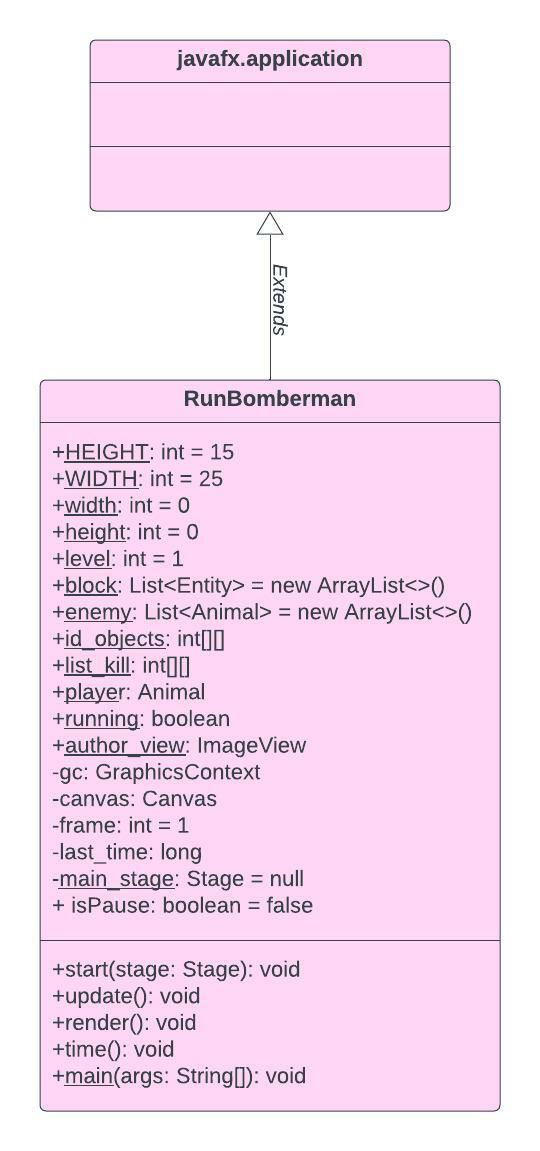 javafx.application
Extends
RunBomberman
+HEIGHT: int = 15
+WIDTH: int = 25
+width: int = 0
+height: int = 0
+level: int = 1
+block: List<Entity> = new ArrayList<>()
+enemy: List<Animal> = new ArrayList<>()
+id_objects: int[][]
+list_kill: int[][]
+player: Animal
+running: boolean
+author_view: ImageView
-gc: GraphicsContext
-canvas: Canvas
-frame: int = 1
-last_time: long
-main_stage: Stage = null
+ isPause: boolean = false
+start(stage: Stage): void
+update(): void
+render(): void
+time(): void
+main(args: String[]): void